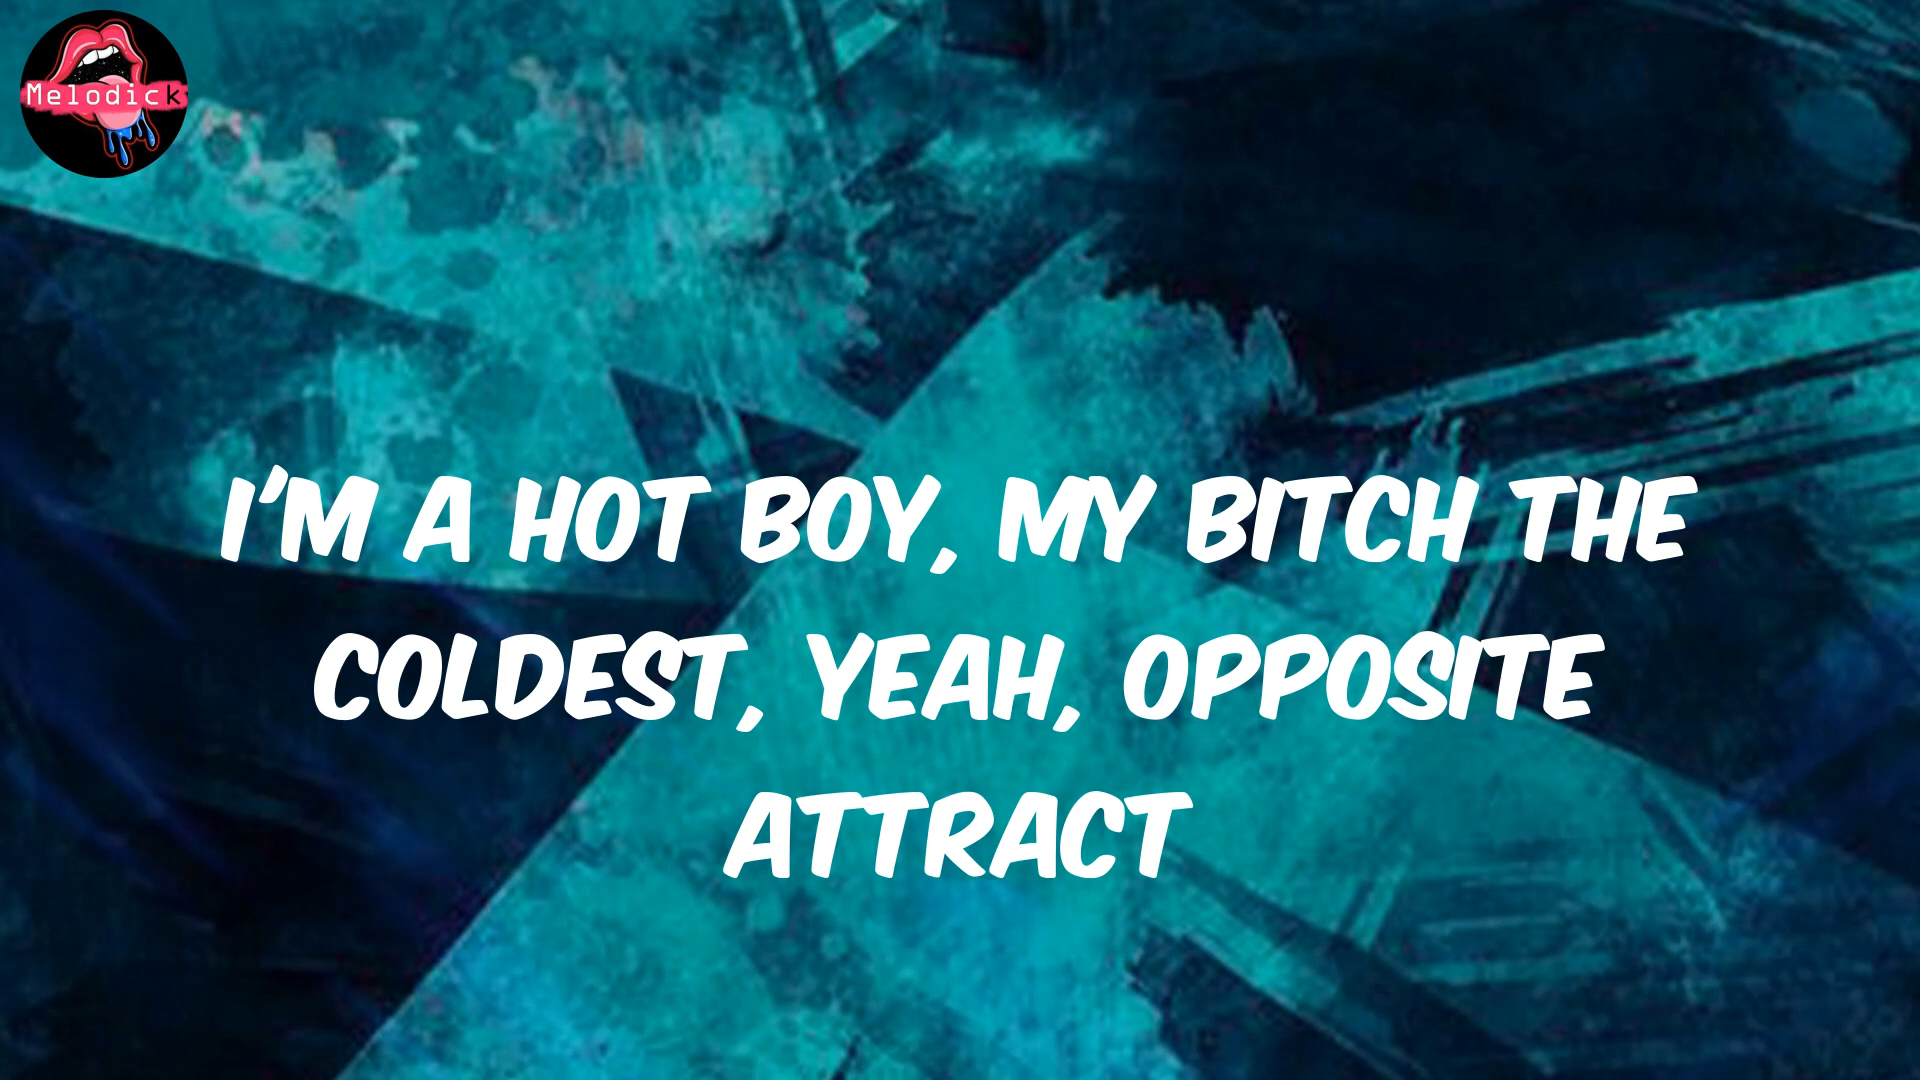 Melodick
I'M A HOT BOY, MY BITCH THE
COLDEST, YEAH, OPPOSITE
ATTRACT